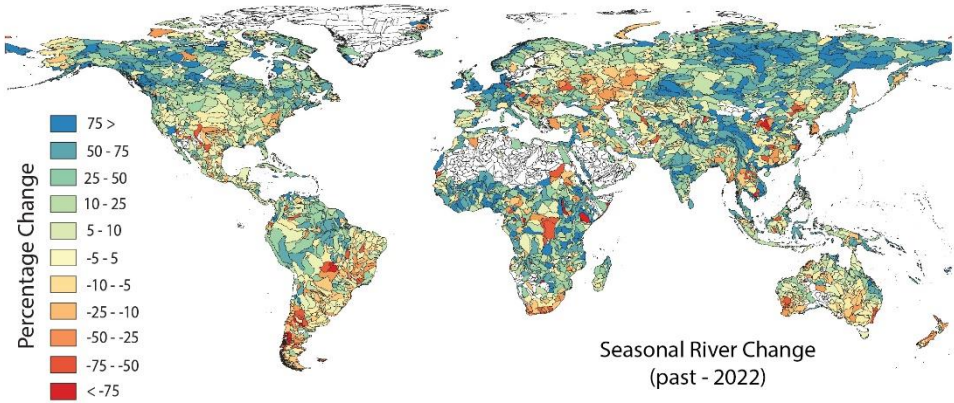 Percentage Change
75 >
50 - 75
25 - 50
10 - 25
5 - 10
-5 - 5
-10 - -5
-25 - -10
-50 - -25
-75 - -50
< -75
Seasonal River Change
(past - 2022)